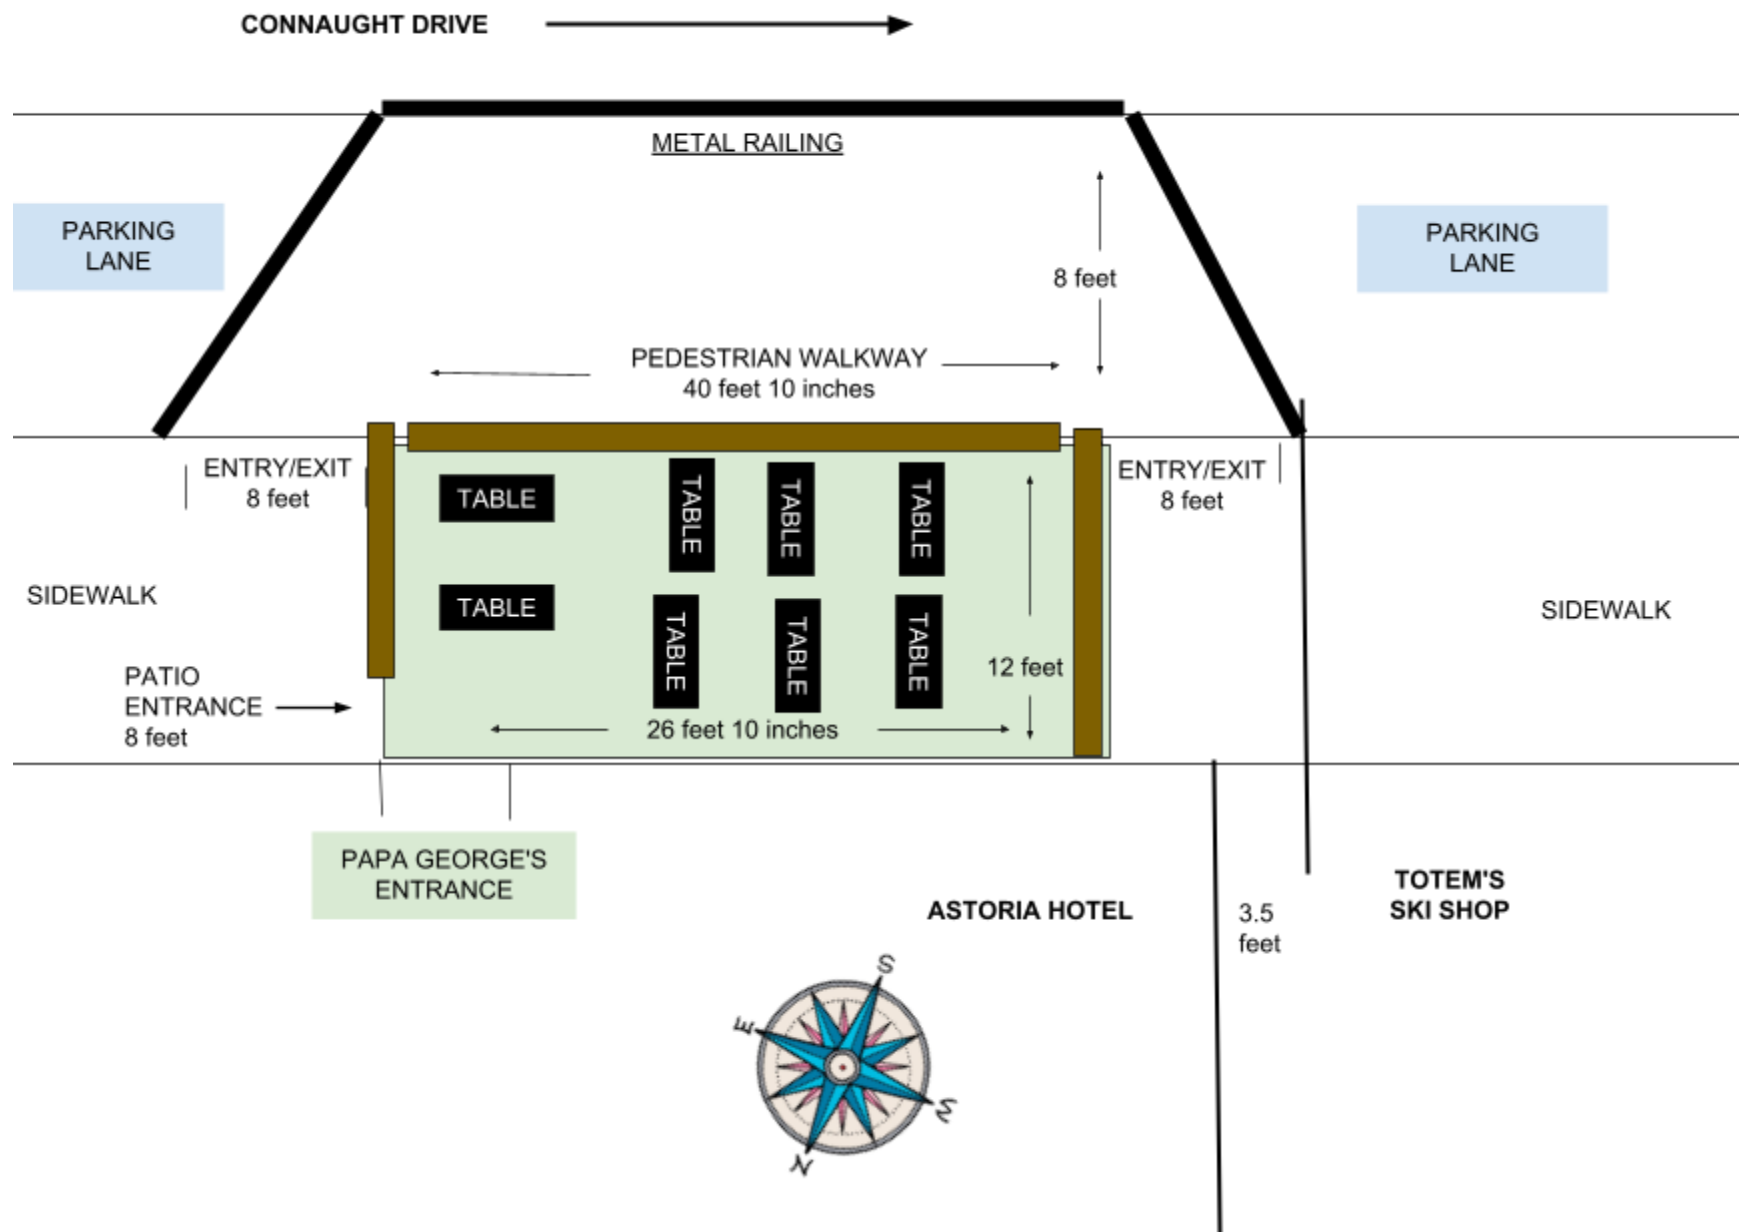 CONNAUGHT DRIVE
METAL RAILING
PARKING
LANE
PARKING
LANE
8 feet
PEDESTRIAN WALKWAY
40 feet 10 inches
ENTRY/EXIT
8 feet
ENTRY/EXIT
8 feet
TABLE
TABLE
TABLE
TABLE
TABLE
TABLE
TABLE
TABLE
SIDEWALK
SIDEWALK
12 feet
PATIO
ENTRANCE
8 feet
26 feet 10 inches
PAPA GEORGE'S
ENTRANCE
ASTORIA HOTEL
3.5
feet
TOTEM'S
SKI SHOP
S
E
W
N